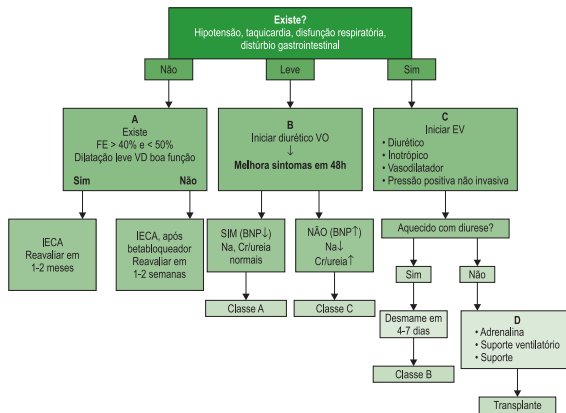 Existe?
Hipotensão, taquicardia, disfunção respiratória,
distúrbio gastrointestinal
Não
Leve
Sim
A
Existe
FE > 40% e < 50%
Dilatação leve VD boa função
Sim
Não
B
Iniciar diurético VO
↓
Melhora sintomas em 48h
C
Iniciar EV
• Diurético
• Inotrópico
• Vasodilatador
• Pressão positiva não invasiva
IECA
Reavaliar em
1-2 meses
IECA, após
betabloqueador
Reavaliar em
1-2 semanas
SIM (BNP↓)
Na, Cr/ureia
normais
NÃO (BNP↑)
Na↓
Cr/ureia↑
Aquecido com diurese?
Sim
Não
Classe A
Classe C
Desmame em
4-7 dias
D
• Adrenalina
• Suporte ventilatório
• Suporte
Classe B
Transplante